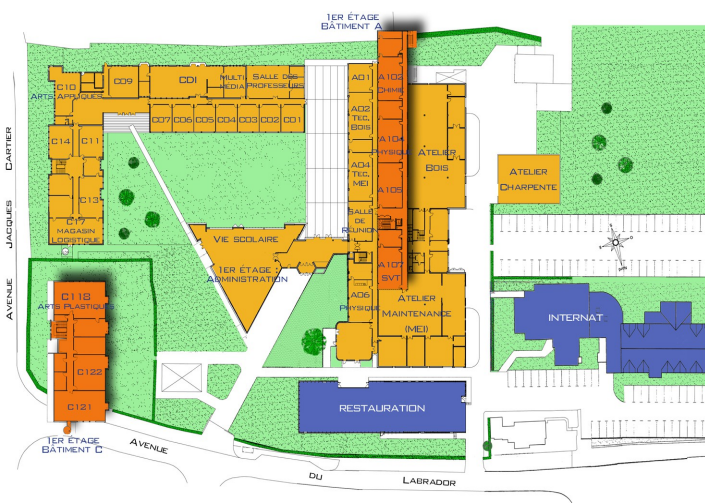 1ER ÉTAGE
BÂTIMENT A
C10
ARTS APPLIQUÉS
C09
CDI
MULTI
MÉDIA
SALLE DES
PROFESSEURS
A01
A102
CHIMIE
C07
C06
C05
C04
C03
C02
C01
A02
TEC.
BOIS
A104
PHYSIQUE
ATELIER
BOIS
C14
C11
A04
TEC.
MEI
A105
ATELIER
CHARPENTE
C13
C17
MAGASIN
LOGISTIQUE
SALLE
DE
RÉUNION
VIE SCOLAIRE
1ER ÉTAGE :
ADMINISTRATION
A107
SVT
A06
PHYSIQUE
ATELIER
MAINTENANCE
(MEI)
C118
ARTS PLASTIQUES
C122
C121
1ER ÉTAGE
BÂTIMENT C
INTERNAT
RESTAURATION
AVENUE JACQUES CARTIER
AVENUE DU LABRADOR